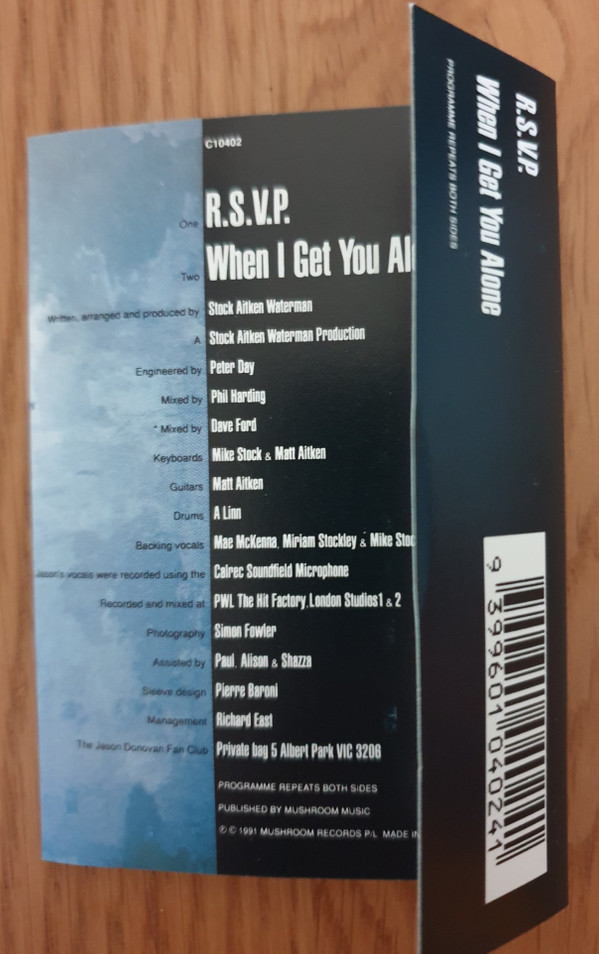 C10402
One R.S.V.P.
Two When I Get You Al
Written, arranged and produced by Stock Aitken Waterman
A Stock Aitken Waterman Production
Engineered by Peter Day
Mixed by Phil Harding
* Mixed by Dave Ford
Keyboards Mike Stock & Matt Aitken
Guitars Matt Aitken
Drums A Linn
Backing vocals Mae McKenna, Miriam Stockley & Mike Stoc
Jason's vocals were recorded using the Calrec Soundfield Microphone
Recorded and mixed at PWL The Hit Factory, London Studios 1 & 2
Photography Simon Fowler
Assisted by Paul, Alison & Shazza
Sleeve design Pierre Baroni
Management Richard East
The Jason Donovan Fan Club Private bag 5 Albert Park VIC 3206
PROGRAMME REPEATS BOTH SIDES
PUBLISHED BY MUSHROOM MUSIC
℗ © 1991 MUSHROOM RECORDS P/L MADE IN
R.S.V.P.
When I Get You Alone
PROGRAMME REPEATS BOTH SIDES
9 399601 040241